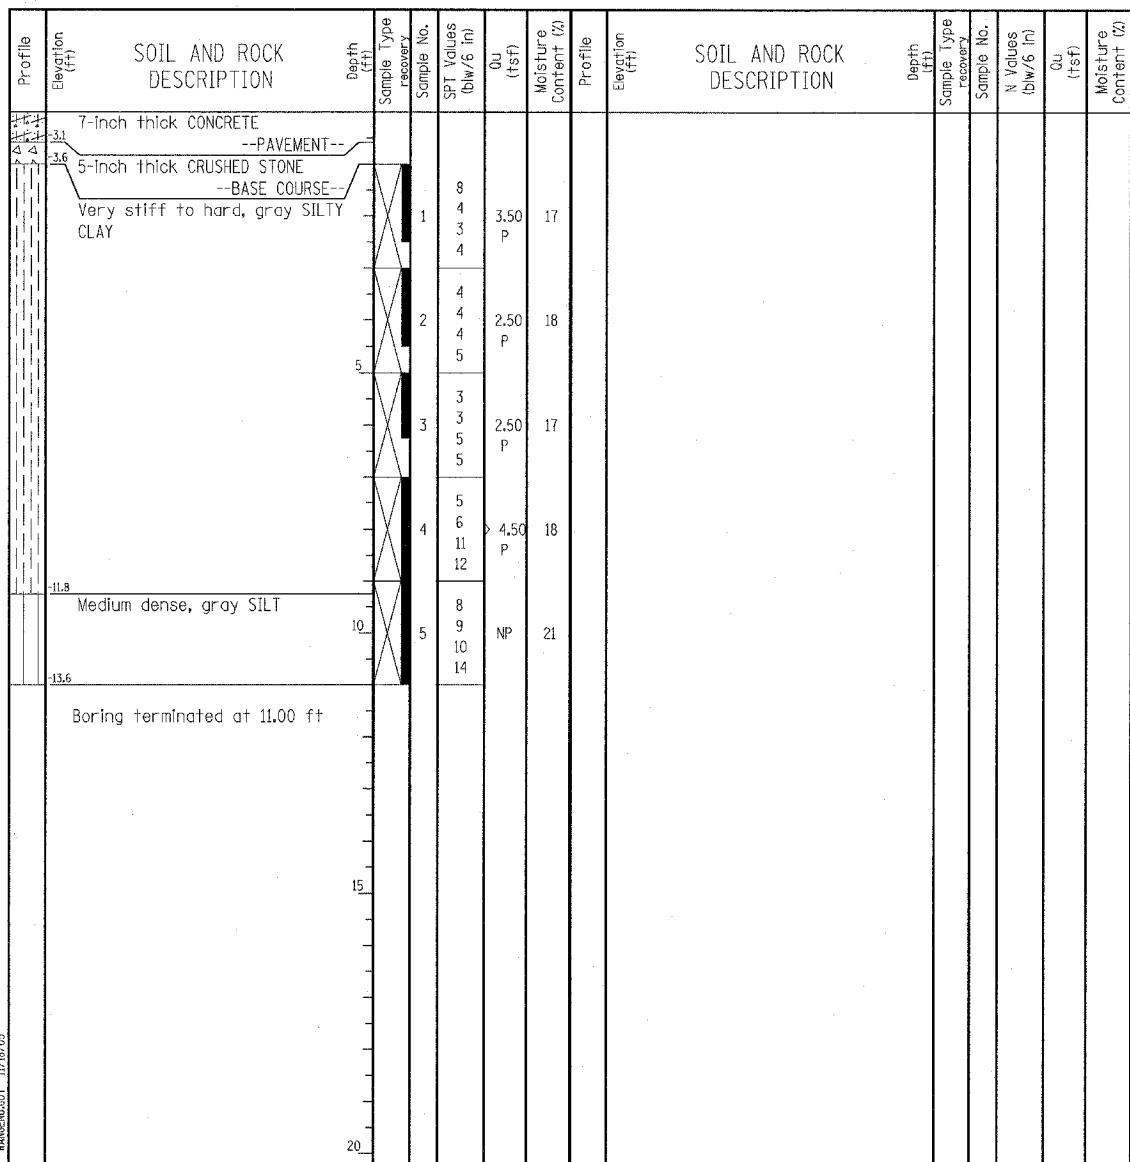 Profile
Elevation (ft)
SOIL AND ROCK
DESCRIPTION
Depth (ft)
Sample Type
recovery
Sample No.
SPT Values
(blw/6 in)
Qu
(tsf)
Moisture
Content (%)
Profile
Elevation
(ft)
SOIL AND ROCK
DESCRIPTION
Depth
(ft)
Sample Type
recovery
Sample No.
N Values
(blw/6 in)
Qu
(tsf)
Moisture
Content (%)
7-inch thick CONCRETE
-3.1
--PAVEMENT--
-3.6
5-inch thick CRUSHED STONE
--BASE COURSE--
Very stiff to hard, gray SILTY
CLAY
1
8
4
3
4
3.50
P
17
2
4
4
4
5
2.50
P
18
5
3
3
3
5
5
2.50
P
17
4
5
6
11
12
> 4.50
P
18
-11.8
Medium dense, gray SILT
10
5
8
9
10
14
NP
21
-13.6
Boring terminated at 11.00 ft
15
20